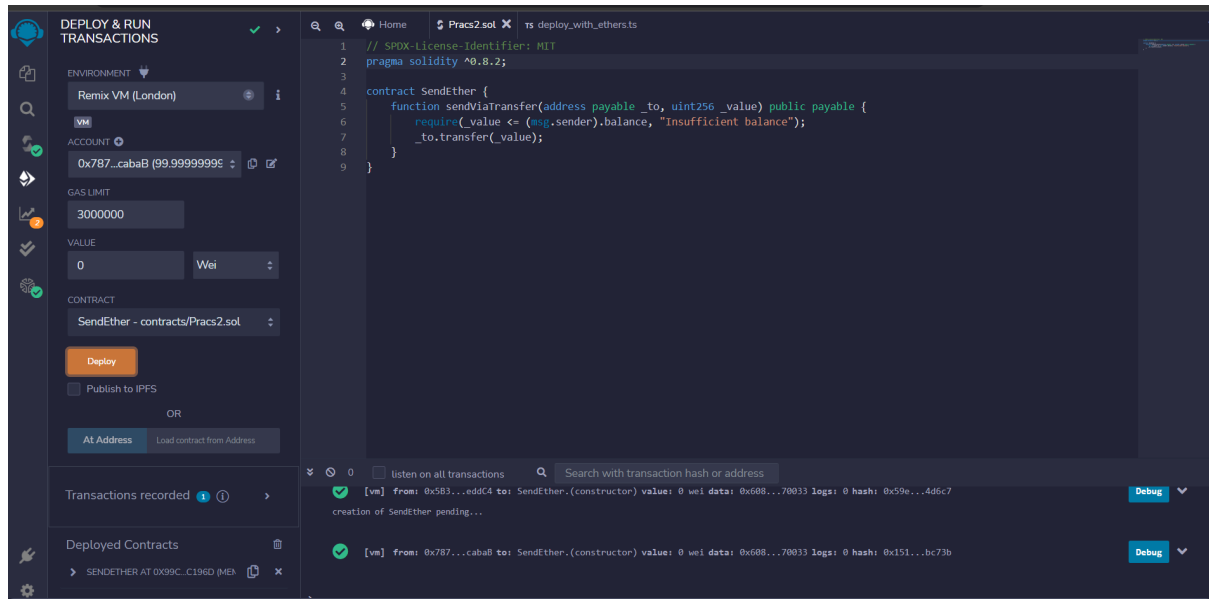 DEPLOY & RUN
TRANSACTIONS
ENVIRONMENT
Remix VM (London)
VM
ACCOUNT
0x787...cabaB (99.99999999
GAS LIMIT
3000000
VALUE
0 Wei
CONTRACT
SendEther - contracts/Pracs2.sol
Deploy
Publish to IPFS
OR
At Address Load contract from Address
Transactions recorded 1
Deployed Contracts
SENDETHER AT 0X99C...C196D (MEM
2
Home Pracs2.sol TS deploy_with_ethers.ts
1 // SPDX-License-Identifier: MIT
2 pragma solidity ^0.8.2;
3
4 contract SendEther {
5 function sendViaTransfer(address payable _to, uint256 _value) public payable {
6 require(_value <= (msg.sender).balance, "Insufficient balance");
7 _to.transfer(_value);
8 }
9 }
0 listen on all transactions Search with transaction hash or address
[vm] from: 0x5B3...eddC4 to: SendEther.(constructor) value: 0 wei data: 0x608...70033 logs: 0 hash: 0x59e...4d6c7 Debug
creation of SendEther pending...
[vm] from: 0x787...cabaB to: SendEther.(constructor) value: 0 wei data: 0x608...70033 logs: 0 hash: 0x151...bc73b Debug